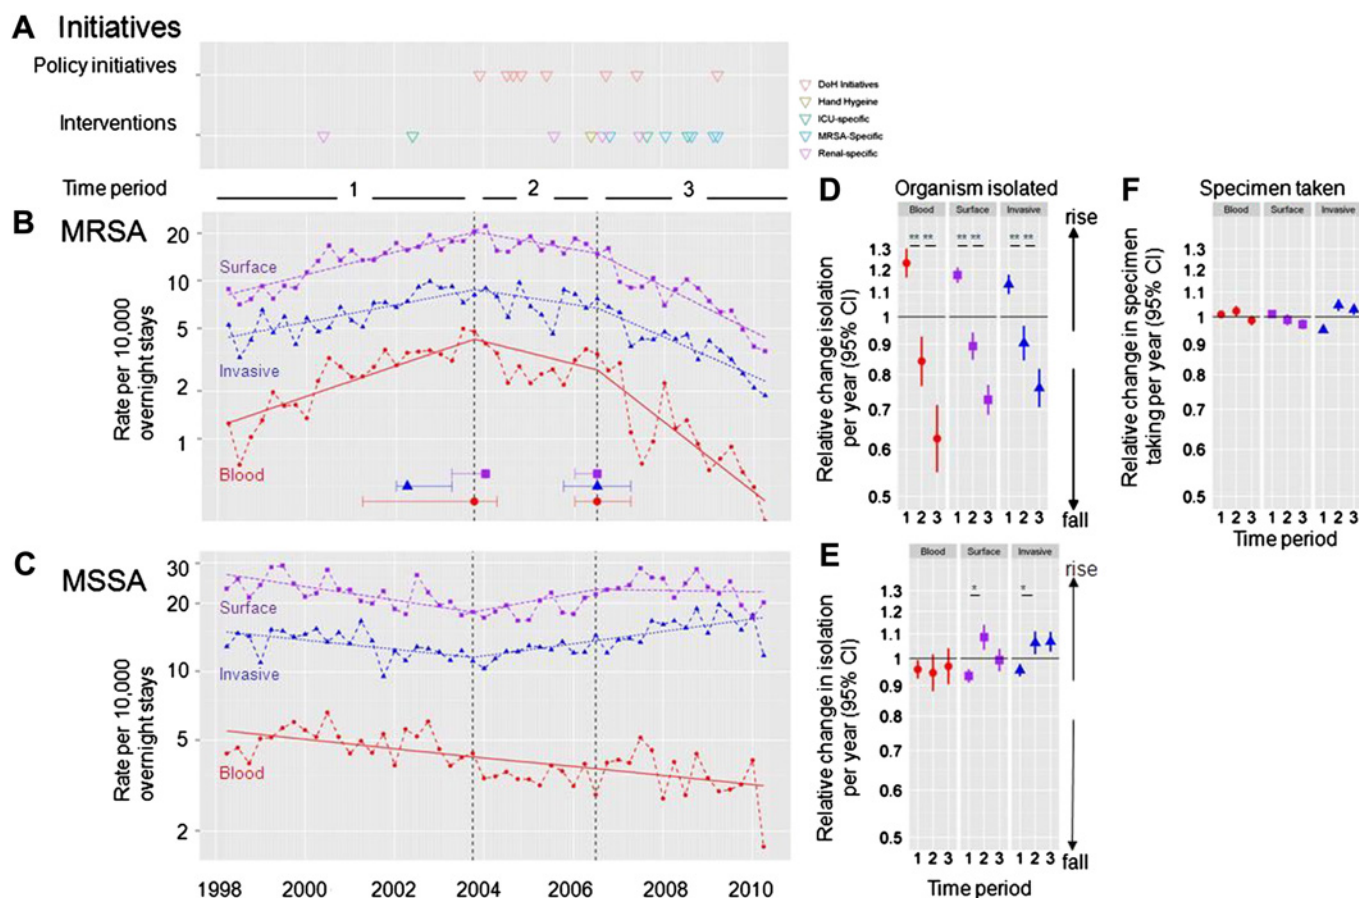 A Initiatives
Policy initiatives
Interventions
DoH Initiatives
Hand Hygeine
ICU-specific
MRSA-Specific
Renal-specific
Time period 1 2 3
B MRSA
20
10
5
2
1
Rate per 10,000
overnight stays
Surface
Invasive
Blood
C MSSA
30
20
10
5
2
Rate per 10,000
overnight stays
Surface
Invasive
Blood
1998 2000 2002 2004 2006 2008 2010
D Organism isolated
Blood Surface Invasive
** ** ** ** ** **
rise
1.3
1.2
1.1
1
0.9
0.8
0.7
0.6
0.5
Relative change isolation
per year (95% CI)
1 2 3 1 2 3 1 2 3
fall
E
Blood Surface Invasive
* *
rise
1.3
1.2
1.1
1
0.9
0.8
0.7
0.6
0.5
Relative change in isolation
per year (95% CI)
1 2 3 1 2 3 1 2 3
fall
Time period
F Specimen taken
Blood Surface Invasive
1.3
1.2
1.1
1
0.9
0.8
0.7
0.6
0.5
Relative change in specimen
taking per year (95% CI)
1 2 3 1 2 3 1 2 3
Time period